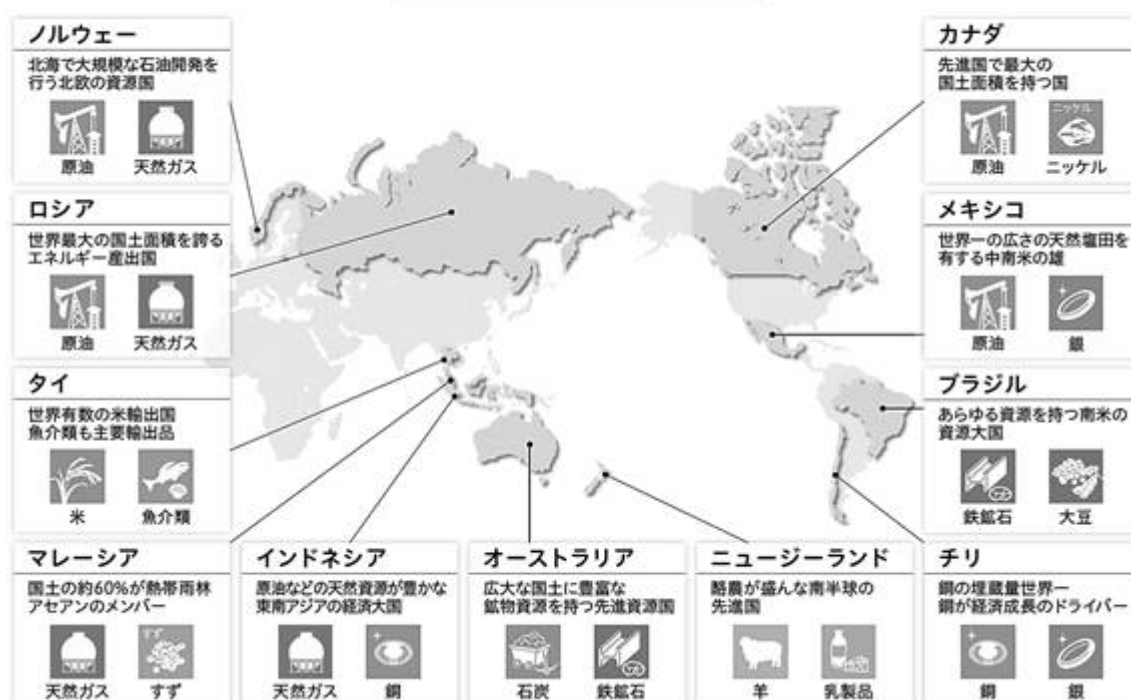 ノルウェー
北海で大規模な石油開発を
行う北欧の資源国
原油
天然ガス
ロシア
世界最大の国土面積を誇る
エネルギー産出国
原油
天然ガス
タイ
世界有数の米輸出国
魚介類も主要輸出品
米
魚介類
マレーシア
国土の約60%が熱帯雨林
アセアンのメンバー
天然ガス
すず
すず
インドネシア
原油などの天然資源が豊かな
東南アジアの経済大国
天然ガス
銅
オーストラリア
広大な国土に豊富な
鉱物資源を持つ先進資源国
石炭
鉄鉱石
ニュージーランド
酪農が盛んな南半球の
先進国
羊
乳製品
カナダ
先進国で最大の
国土面積を持つ国
原油
ニッケル
ニッケル
メキシコ
世界一の広さの天然塩田を
有する中南米の雄
原油
銀
ブラジル
あらゆる資源を持つ南米の
資源大国
鉄鉱石
大豆
チリ
銅の埋蔵量世界一
銅が経済成長のドライバー
銅
銀